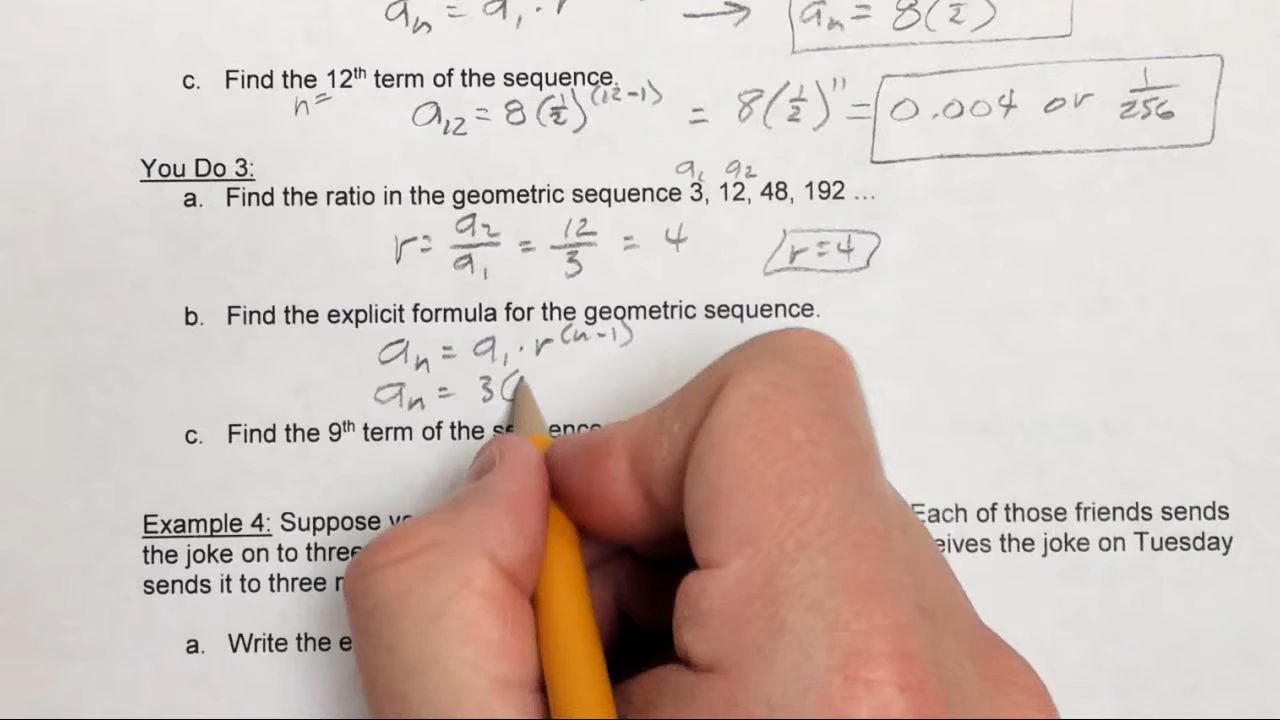 aₙ = a₁ · r → aₙ = 8(1/2)
c. Find the 12th term of the sequence.
n= a₁₂ = 8(1/2)^(12-1) = 8(1/2)^11 = 0.004 or 1/256
You Do 3:
a₁ a₂
a. Find the ratio in the geometric sequence 3, 12, 48, 192 ...
r = a₂/a₁ = 12/3 = 4 r=4
b. Find the explicit formula for the geometric sequence.
aₙ = a₁ · r^(n-1)
aₙ = 3(
c. Find the 9th term of the
Example 4: Suppose Each of those friends sends
the joke on to three the joke on Tuesday
sends it to three
a. Write the